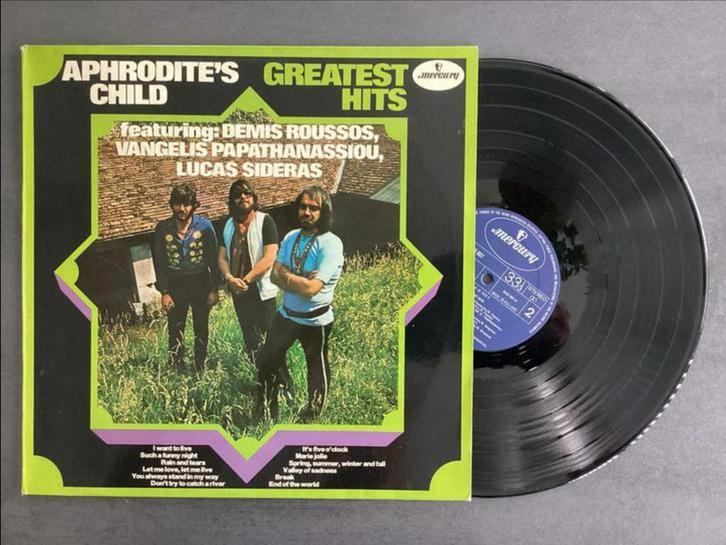 APHRODITE'S
CHILD
GREATEST
HITS
mercury
featuring: DEMIS ROUSSOS,
VANGELIS PAPATHANASSIOU,
LUCAS SIDERAS
I want to live
Such a funny night
Rain and tears
Let me love, let me live
You always stand in my way
Don't try to catch a river
It's five o'clock
Marie jolie
Spring, summer, winter and fall
Valley of sadness
Break
End of the world
mercury
33⅓
STEREO
2